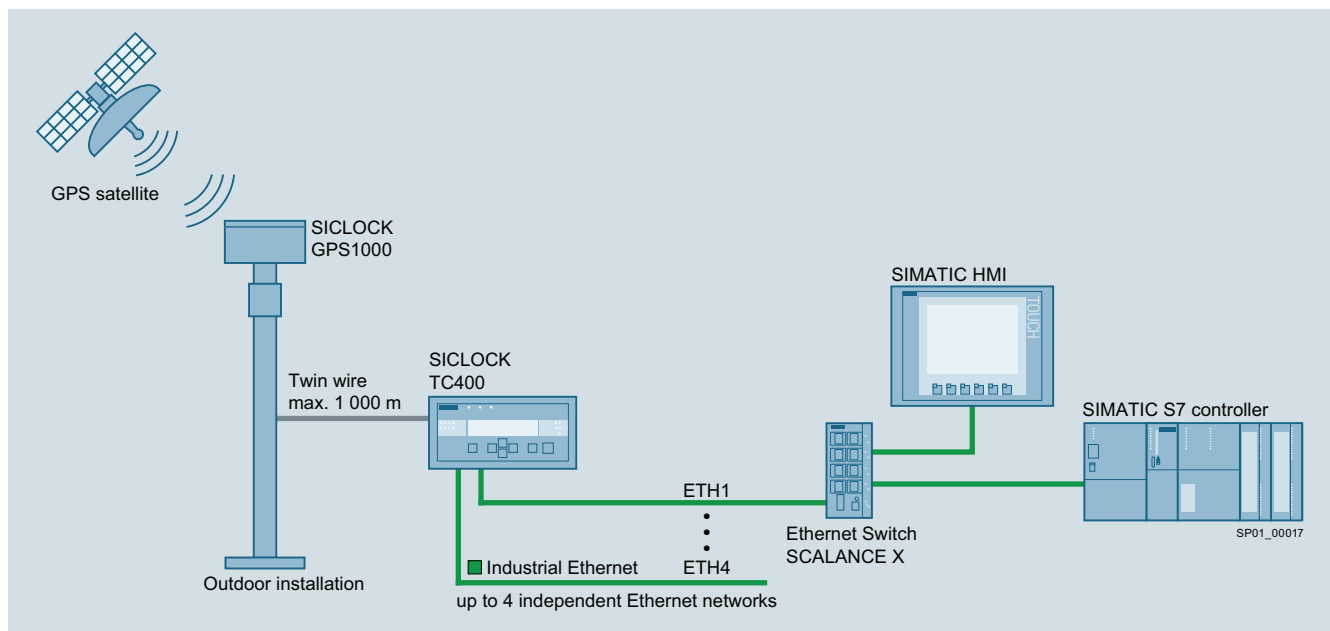 GPS satellite
SICLOCK
GPS1000
SIMATIC HMI
TOUCH
SICLOCK
TC400
Twin wire
max. 1 000 m
SIMATIC S7 controller
ETH1
Ethernet Switch
SCALANCE X
SP01_00017
Industrial Ethernet
ETH4
Outdoor installation
up to 4 independent Ethernet networks